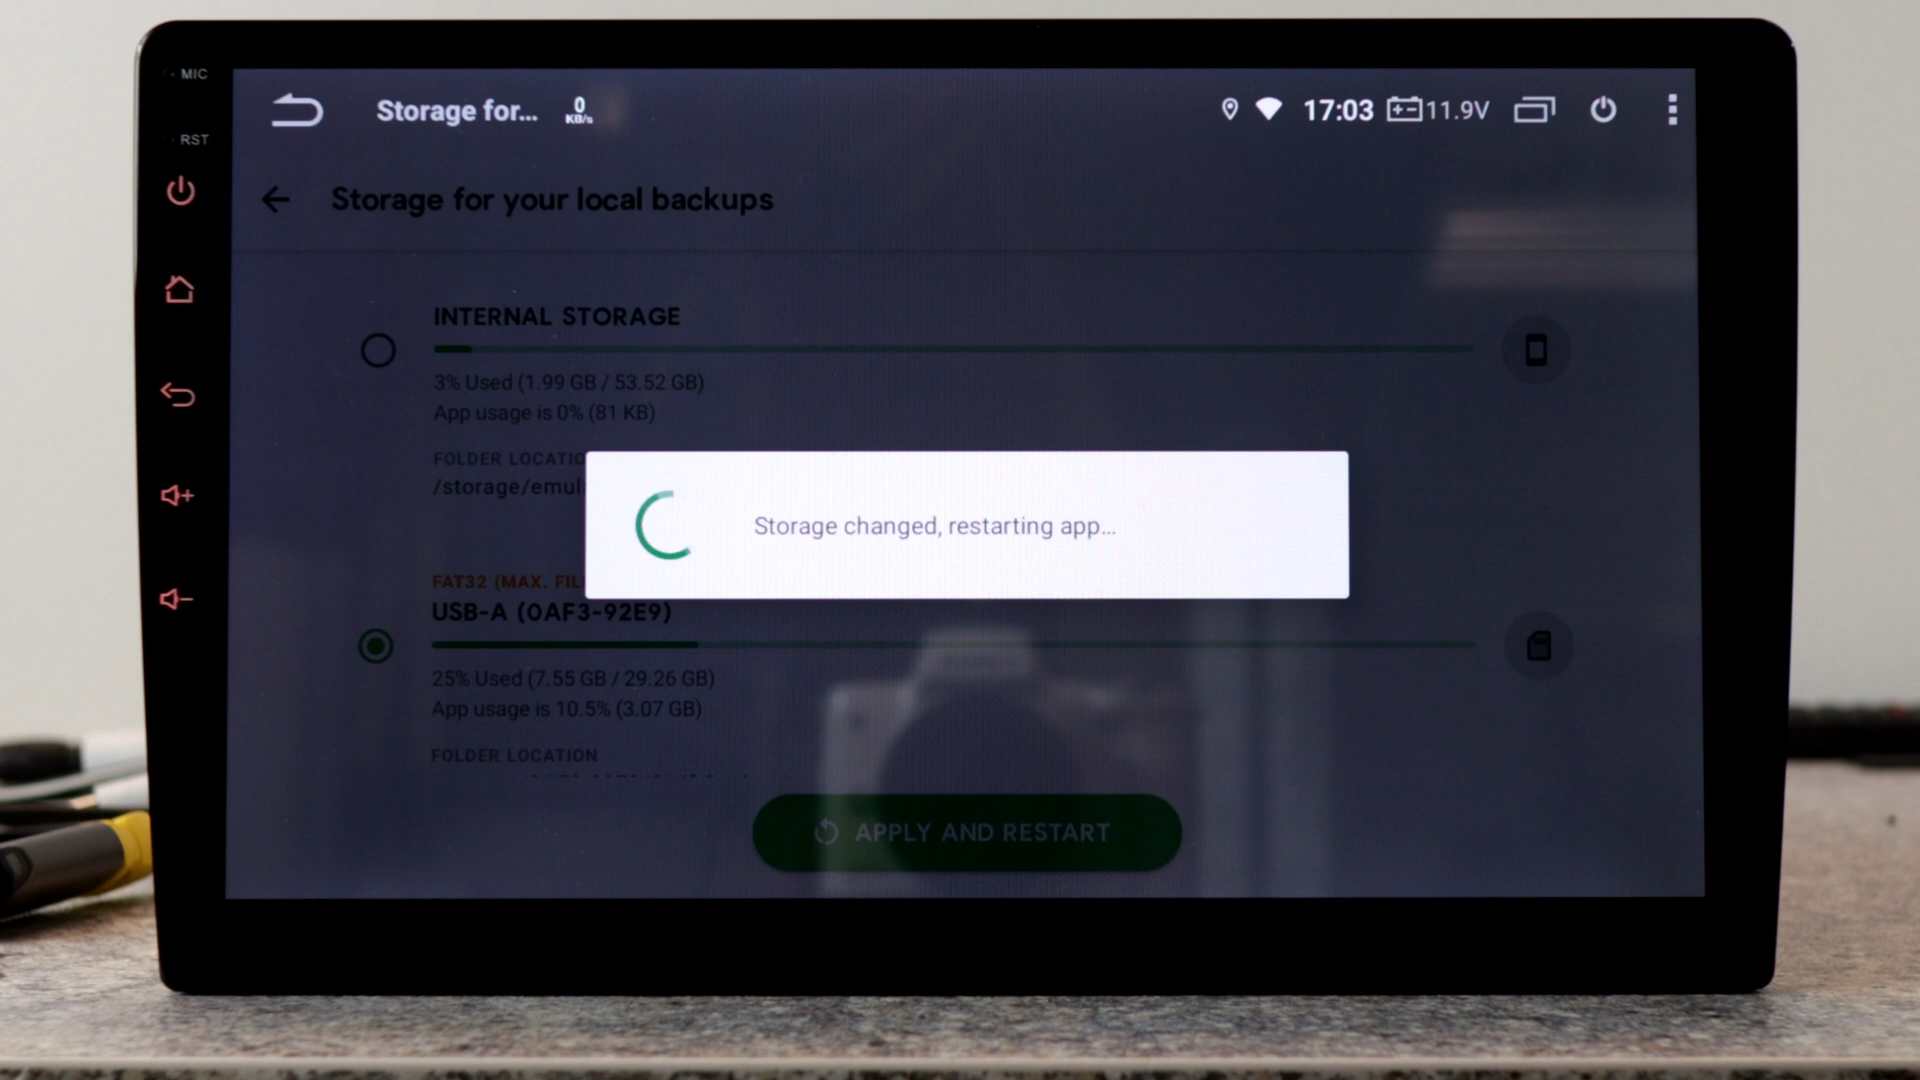 MIC
RST
Storage for...
0
KB/s
17:03
11.9V
Storage for your local backups
INTERNAL STORAGE
3% Used (1.99 GB / 53.52 GB)
App usage is 0% (81 KB)
FOLDER LOCATIO
/storage/emul
Storage changed, restarting app...
FAT32 (MAX. FIL
USB-A (0AF3-92E9)
25% Used (7.55 GB / 29.26 GB)
App usage is 10.5% (3.07 GB)
FOLDER LOCATION
APPLY AND RESTART